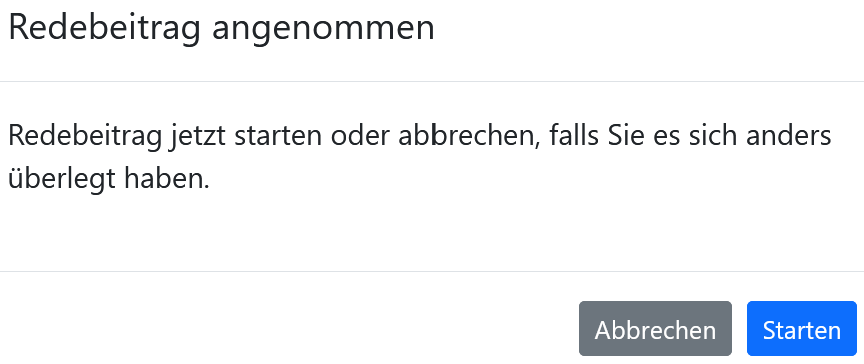 Redebeitrag angenommen
Redebeitrag jetzt starten oder abbrechen, falls Sie es sich anders
überlegt haben.
Abbrechen
Starten